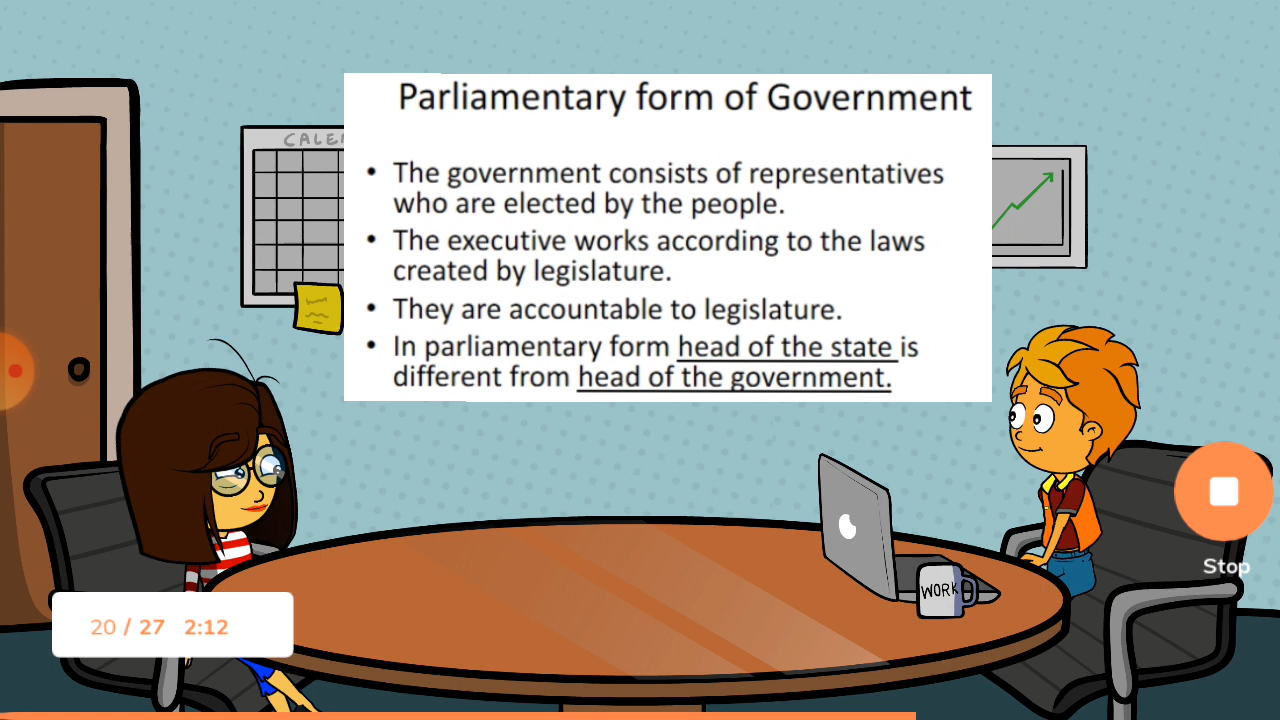 Parliamentary form of Government
CALE
• The government consists of representatives
who are elected by the people.
• The executive works according to the laws
created by legislature.
• They are accountable to legislature.
• In parliamentary form head of the state is
different from head of the government.
WORK
Stop
20 / 27 2:12